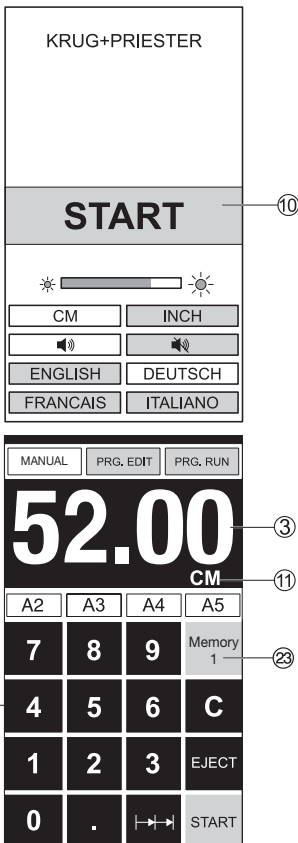 KRUG+PRIESTER
START
⑩
CM INCH
ENGLISH DEUTSCH
FRANCAIS ITALIANO
MANUAL PRG. EDIT PRG. RUN
52.00
③
CM
⑪
A2 A3 A4 A5
7 8 9 Memory
1
㉓
4 5 6 C
1 2 3 EJECT
0 . START